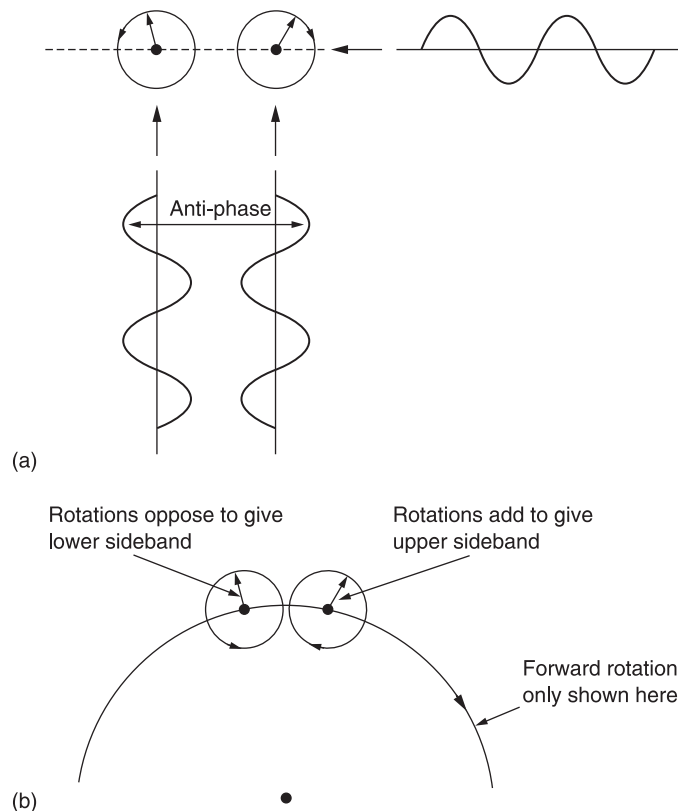 Anti-phase
(a)
Rotations oppose to give
lower sideband
Rotations add to give
upper sideband
Forward rotation
only shown here
(b)